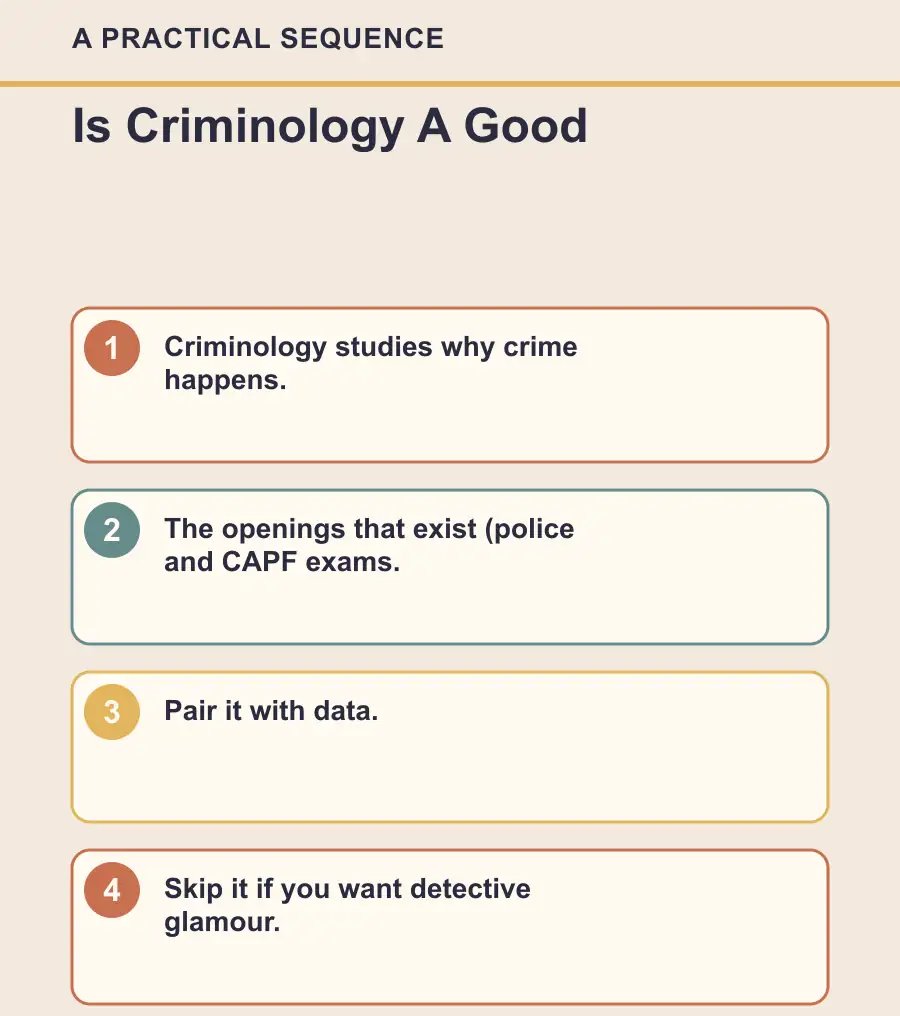 A PRACTICAL SEQUENCE
Is Criminology A Good
1
Criminology studies why crime
happens.
2
The openings that exist (police
and CAPF exams.
3
Pair it with data.
4
Skip it if you want detective
glamour.